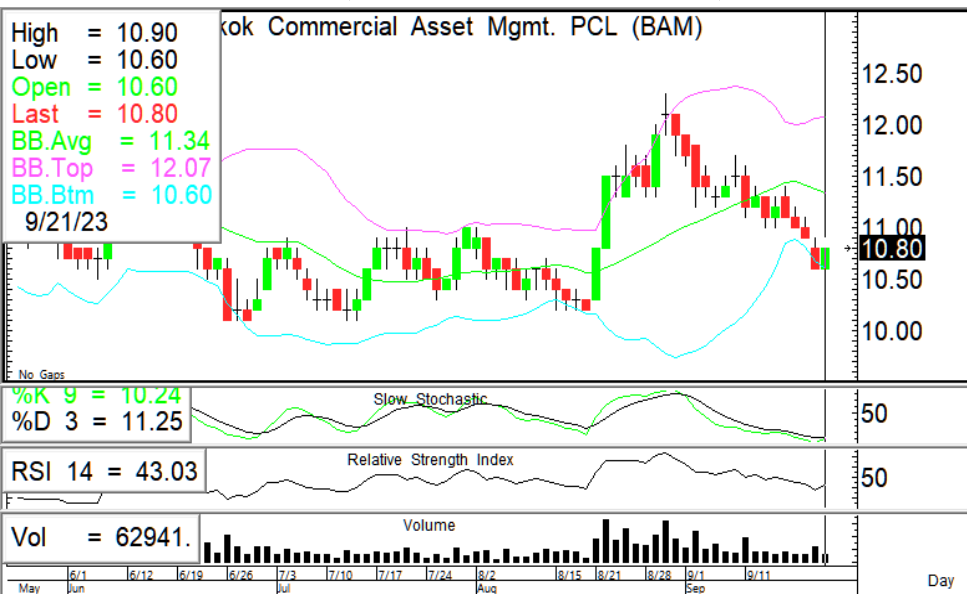 High = 10.90
Low = 10.60
Open = 10.60
Last = 10.80
BB.Avg = 11.34
BB.Top = 12.07
BB.Btm = 10.60
9/21/23
kok Commercial Asset Mgmt. PCL (BAM)
12.50
12.00
11.50
11.00
10.80
10.50
10.00
No Gaps
%K 9 = 10.24
%D 3 = 11.25
Slow Stochastic
50
RSI 14 = 43.03
Relative Strength Index
50
Vol = 62941.
Volume
6/1 6/12 6/19 6/26 7/3 7/10 7/17 7/24 8/2 8/15 8/21 8/28 9/1 9/11
May Jun Jul Aug Sep Day